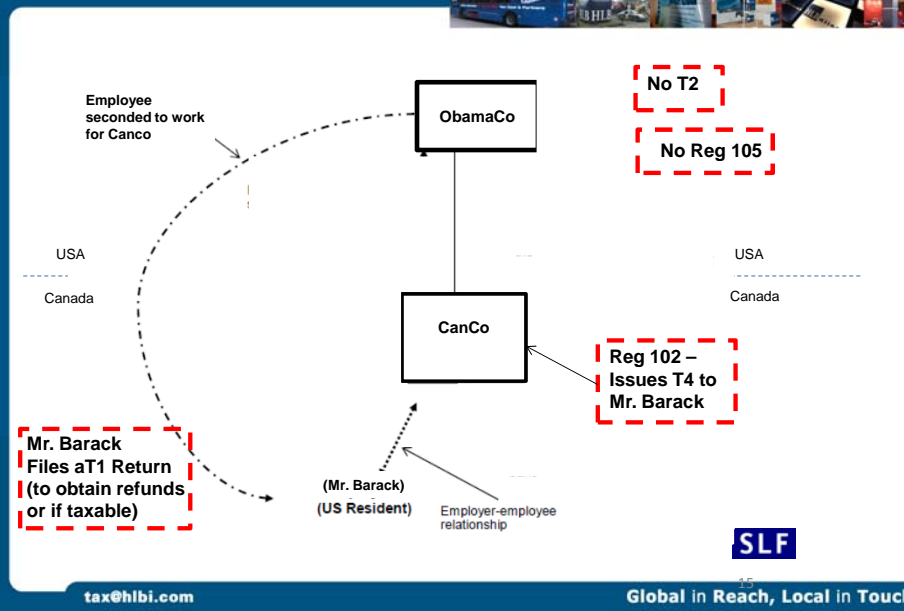 No T2
Employee
seconded to work
for Canco
ObamaCo
No Reg 105
USA
USA
Canada
Canada
CanCo
Reg 102 –
Issues T4 to
Mr. Barack
Mr. Barack
Files aT1 Return
(to obtain refunds
or if taxable)
(Mr. Barack)
(US Resident)
Employer-employee
relationship
SLF
15
tax@hlbi.com
Global in Reach, Local in Touch